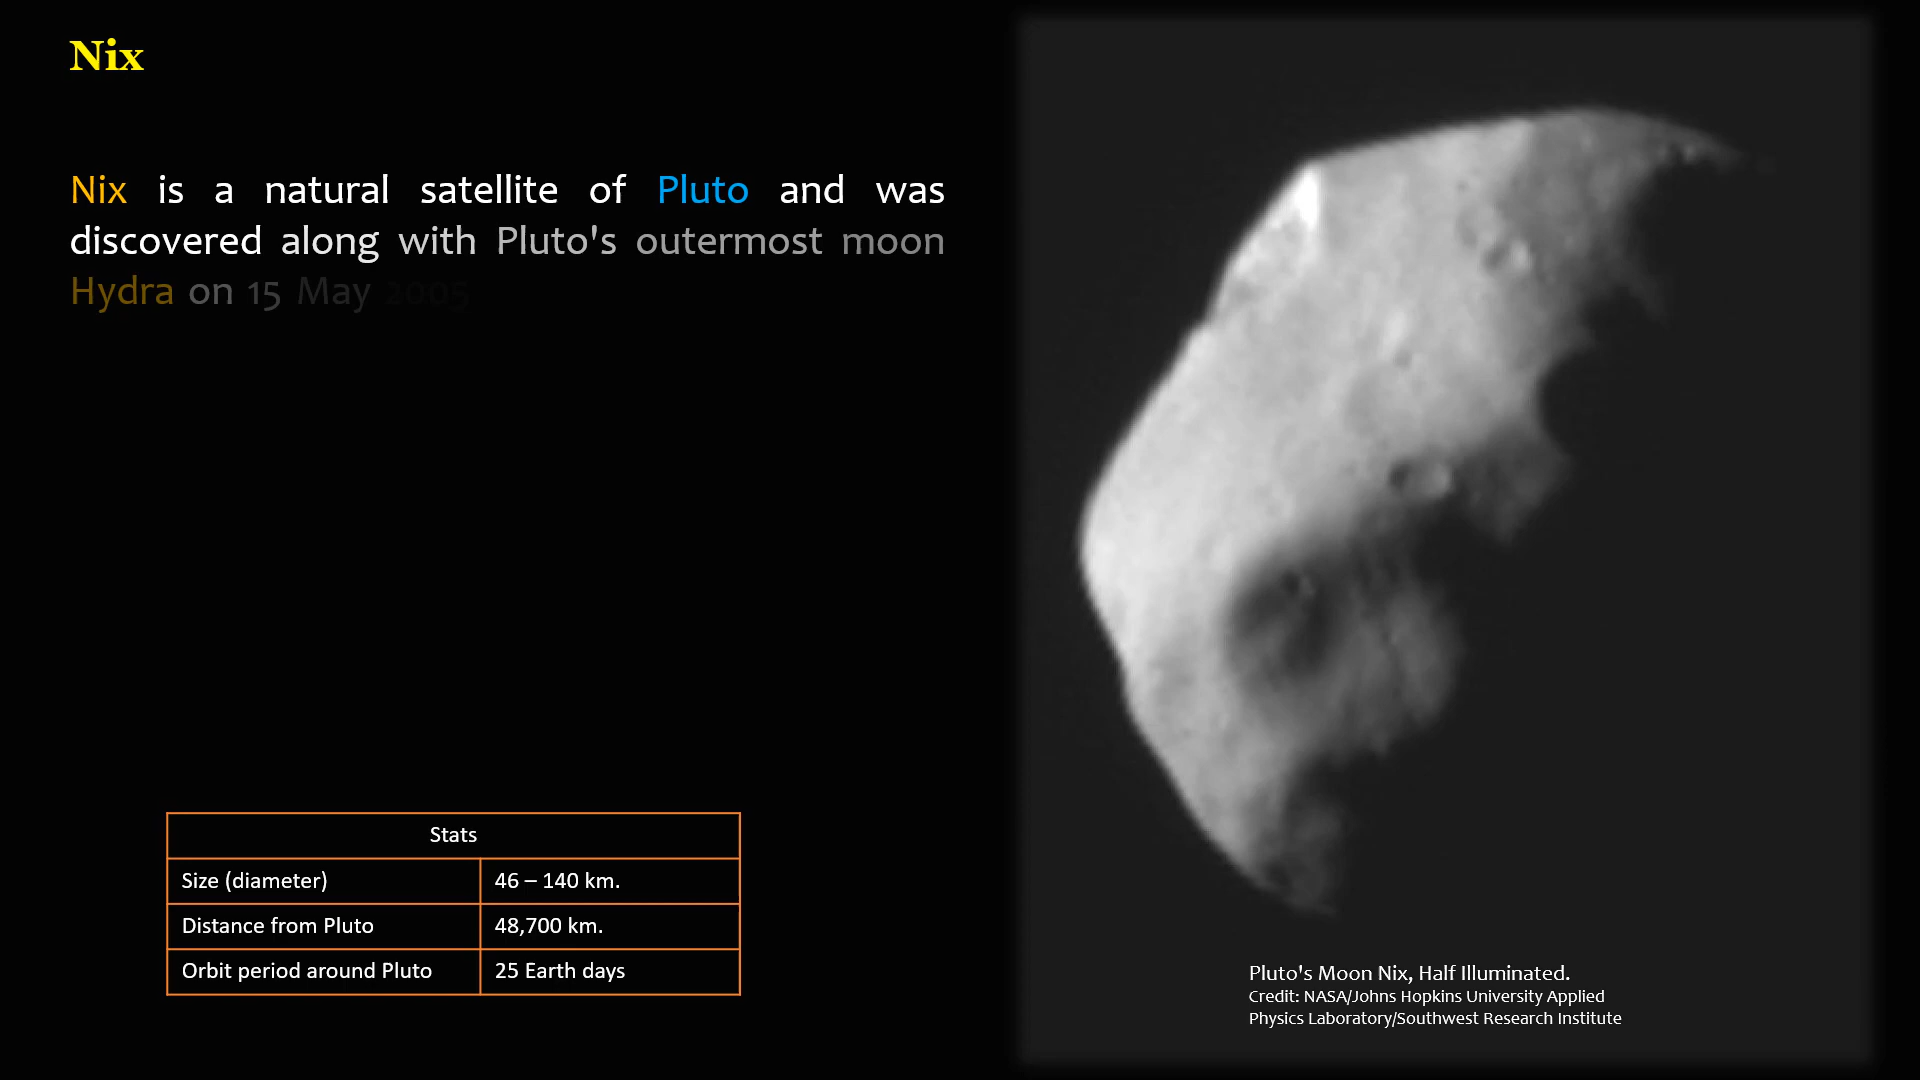 Nix
Nix is a natural satellite of Pluto and was
discovered along with Pluto's outermost moon
Hydra on 15 May 2005
Stats
Size (diameter) 46 – 140 km.
Distance from Pluto 48,700 km.
Orbit period around Pluto 25 Earth days
Pluto's Moon Nix, Half Illuminated.
Credit: NASA/Johns Hopkins University Applied
Physics Laboratory/Southwest Research Institute